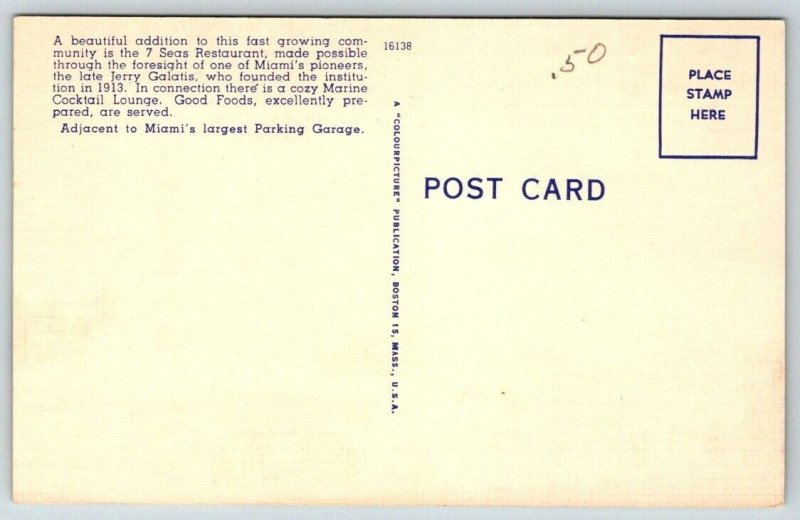 A beautiful addition to this fast growing com-
munity is the 7 Seas Restaurant, made possible
through the foresight of one of Miami's pioneers,
the late Jerry Galatis, who founded the institu-
tion in 1913. In connection there is a cozy Marine
Cocktail Lounge. Good Foods, excellently pre-
pared, are served.
Adjacent to Miami's largest Parking Garage.
16138
A "COLOURPICTURE" PUBLICATION, BOSTON 15, MASS., U.S.A.
.50
PLACE
STAMP
HERE
POST CARD